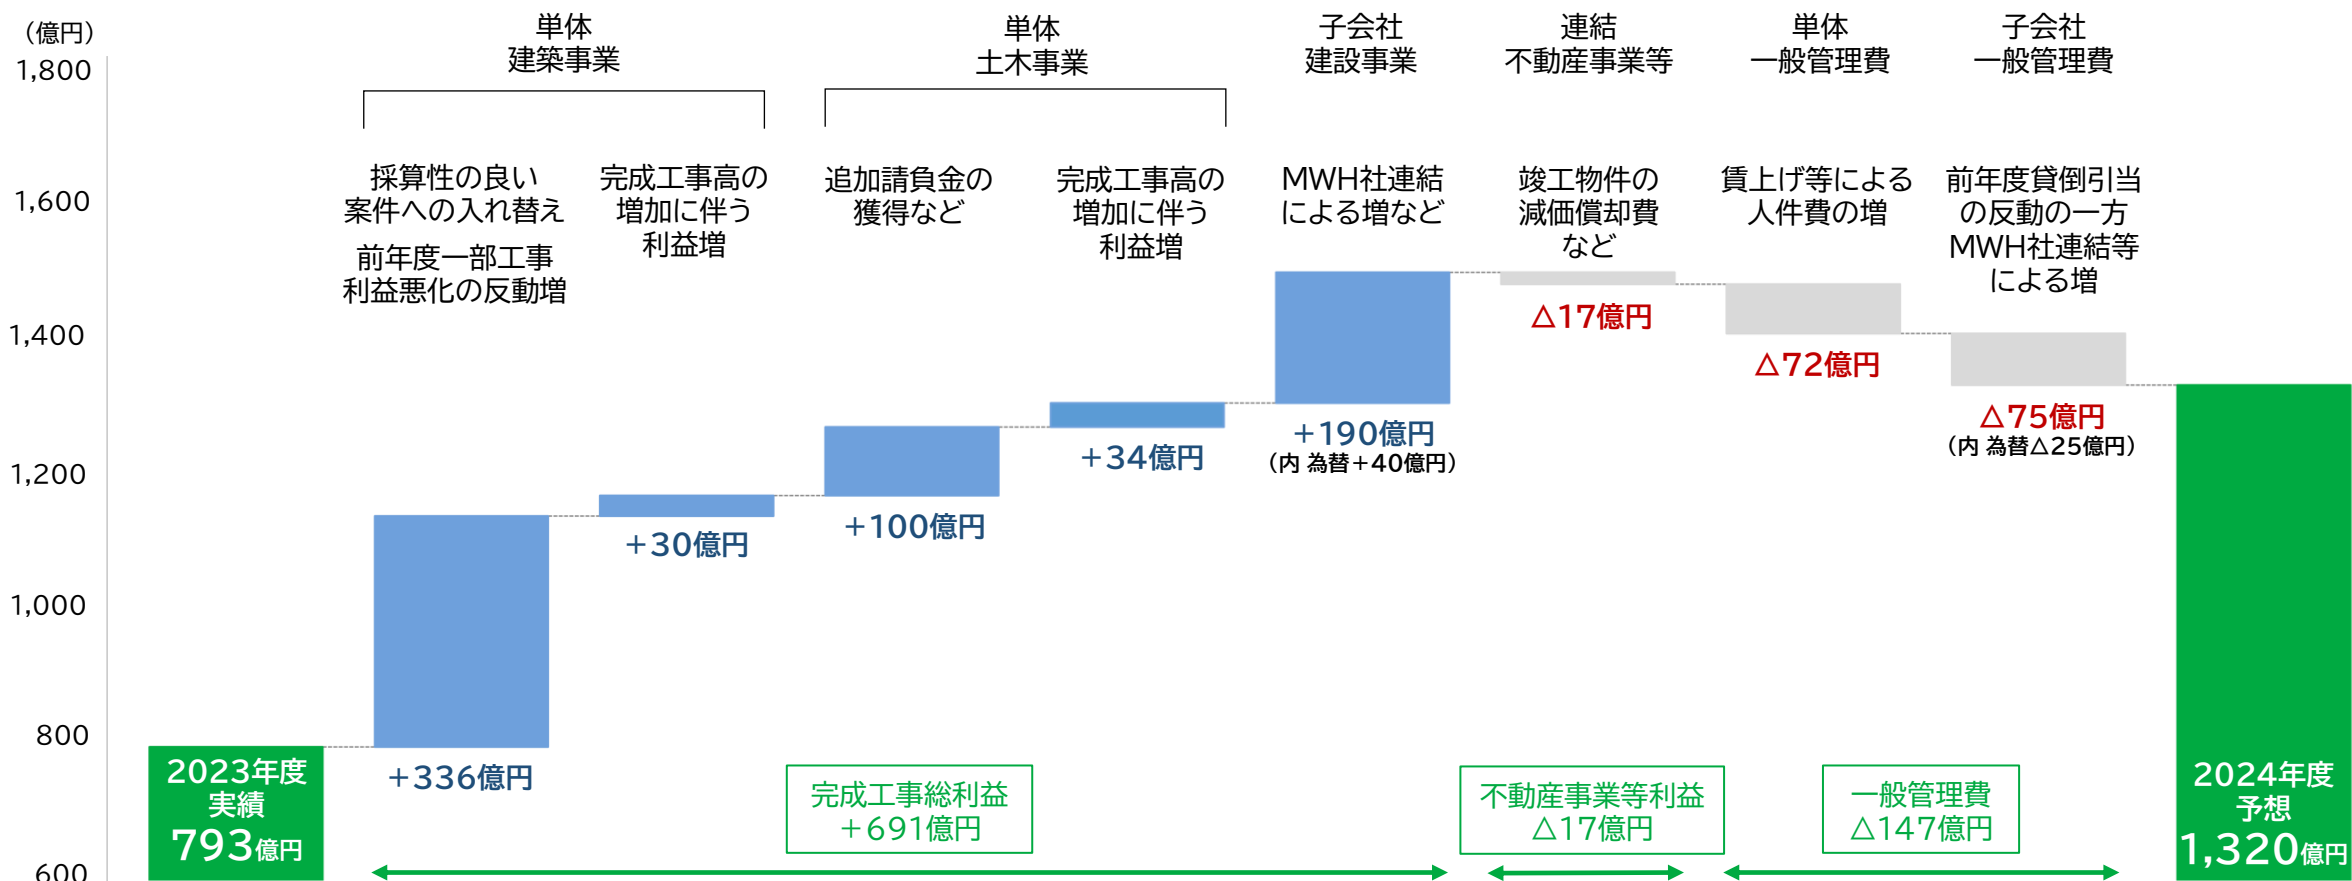 （億円）
1,800
1,600
1,400
1,200
1,000
800
600
単体
建築事業
単体
土木事業
子会社
建設事業
連結
不動産事業等
単体
一般管理費
子会社
一般管理費
採算性の良い
案件への入れ替え
前年度一部工事
利益悪化の反動増
完成工事高の
増加に伴う
利益増
追加請負金の
獲得など
完成工事高の
増加に伴う
利益増
MWH社連結
による増など
竣工物件の
減価償却費
など
賃上げ等による
人件費の増
前年度貸倒引当
の反動の一方
MWH社連結等
による増
2023年度
実績
793億円
+336億円
+30億円
+100億円
+34億円
+190億円
（内 為替+40億円）
△17億円
△72億円
△75億円
（内 為替△25億円）
2024年度
予想
1,320億円
完成工事総利益
+691億円
不動産事業等利益
△17億円
一般管理費
△147億円